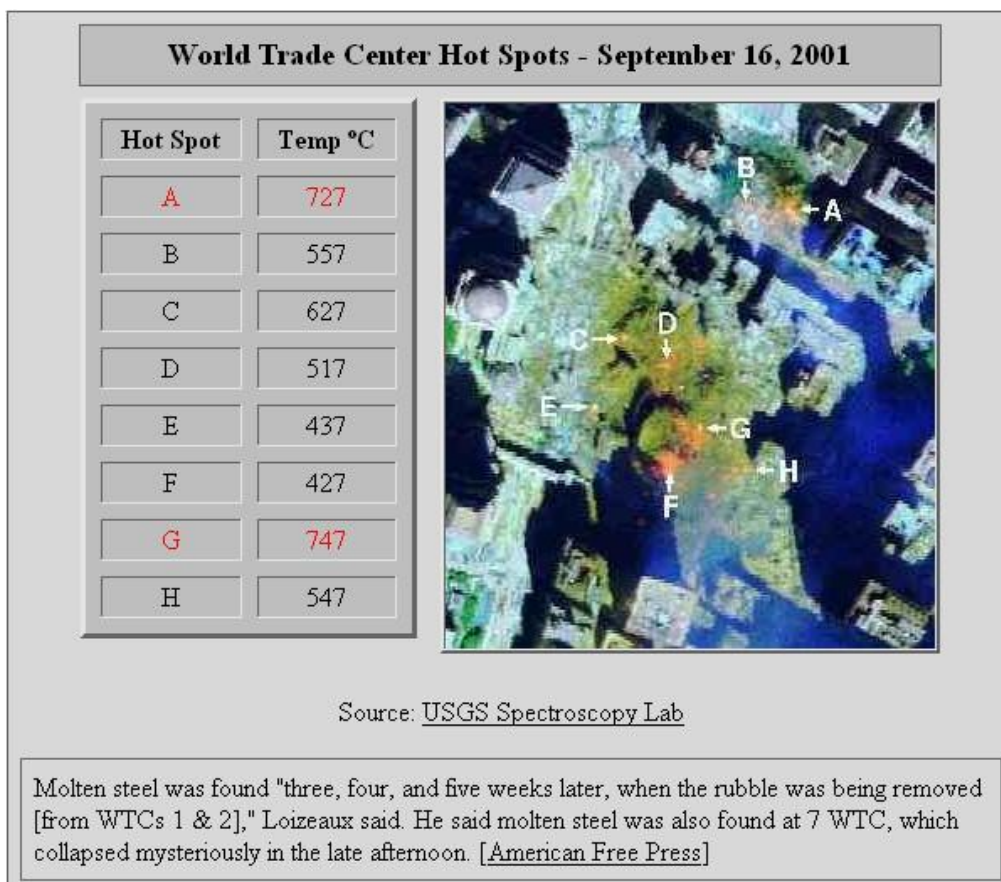 World Trade Center Hot Spots - September 16, 2001
Hot Spot Temp ºC
A 727
B 557
C 627
D 517
E 437
F 427
G 747
H 547
B
A
D
C
E
G
H
F
Source: USGS Spectroscopy Lab
Molten steel was found "three, four, and five weeks later, when the rubble was being removed
[from WTCs 1 & 2]," Loizeaux said. He said molten steel was also found at 7 WTC, which
collapsed mysteriously in the late afternoon. [American Free Press]